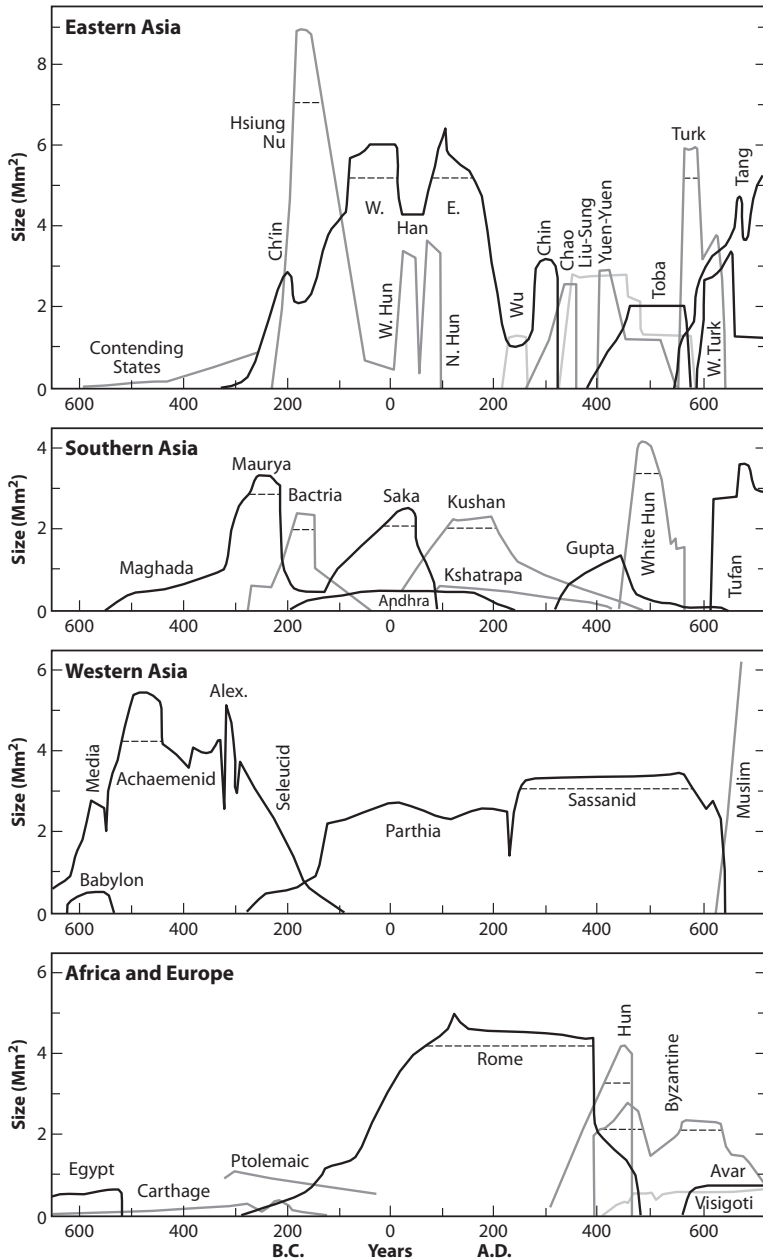 Eastern Asia
Size (Mm²)
8
6
4
2
0
Hsiung
Nu
Ch'in
Contending
States
W.
E.
Han
W. Hun
N. Hun
Wu
Chin
Chao
Liu-Sung
Yuen-Yuen
Toba
Turk
W. Turk
Tang
600 400 200 0 200 400 600
Southern Asia
Size (Mm²)
4
2
0
Maghada
Maurya
Bactria
Saka
Kushan
Kshatrapa
Andhra
Gupta
White Hun
Tufan
600 400 200 0 200 400 600
Western Asia
Size (Mm²)
6
4
2
0
Media
Babylon
Achaemenid
Alex.
Seleucid
Parthia
Sassanid
Muslim
600 400 200 0 200 400 600
Africa and Europe
Size (Mm²)
6
4
2
0
Egypt
Carthage
Ptolemaic
Rome
Hun
Byzantine
Avar
Visigoti
600 400 200 0 200 400 600
B.C. Years A.D.